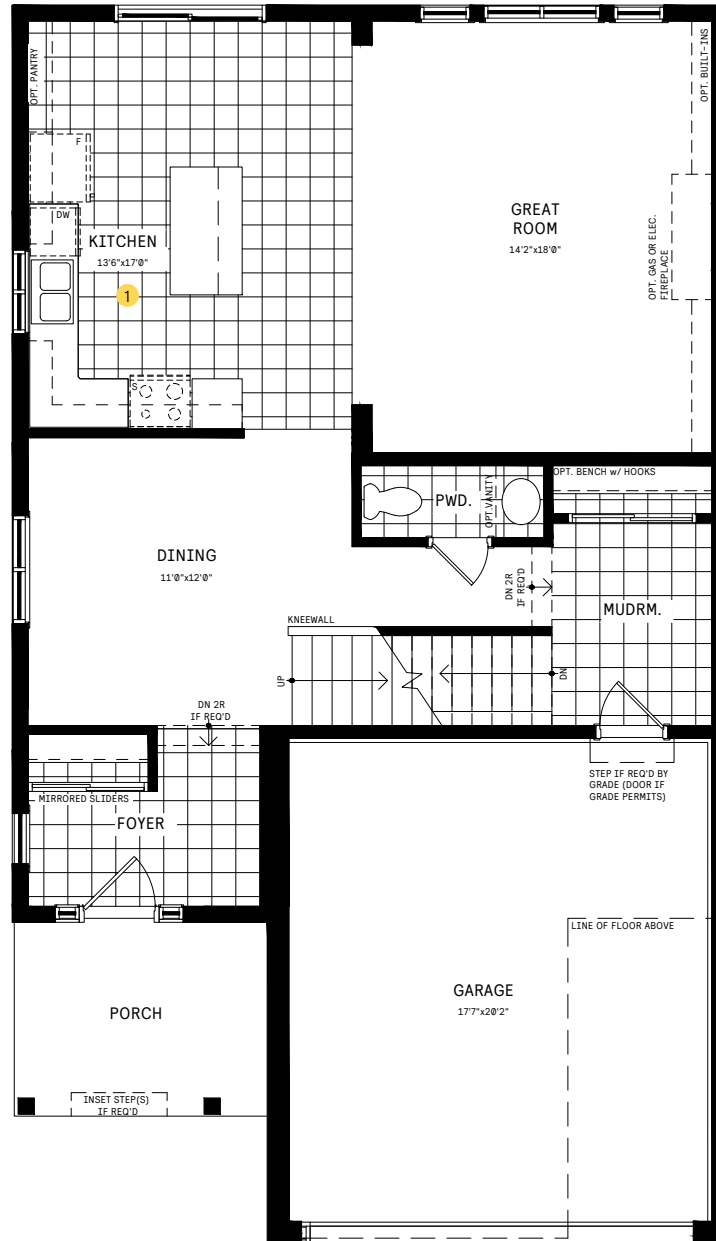 OPT. PANTRY
OPT. BUILT-INS
F
DW
KITCHEN
13'6"x17'0"
1
GREAT
ROOM
14'2"x18'0"
OPT. GAS OR ELEC.
FIREPLACE
S
OPT. BENCH w/ HOOKS
PWD.
OPT.VANITY
DINING
11'0"x12'0"
DN 2R
IF REQ'D
MUDRM.
KNEEWALL
UP
DN
DN 2R
IF REQ'D
STEP IF REQ'D BY
GRADE (DOOR IF
GRADE PERMITS)
MIRRORED SLIDERS
FOYER
LINE OF FLOOR ABOVE
GARAGE
17'7"x20'2"
PORCH
INSET STEP(S)
IF REQ'D